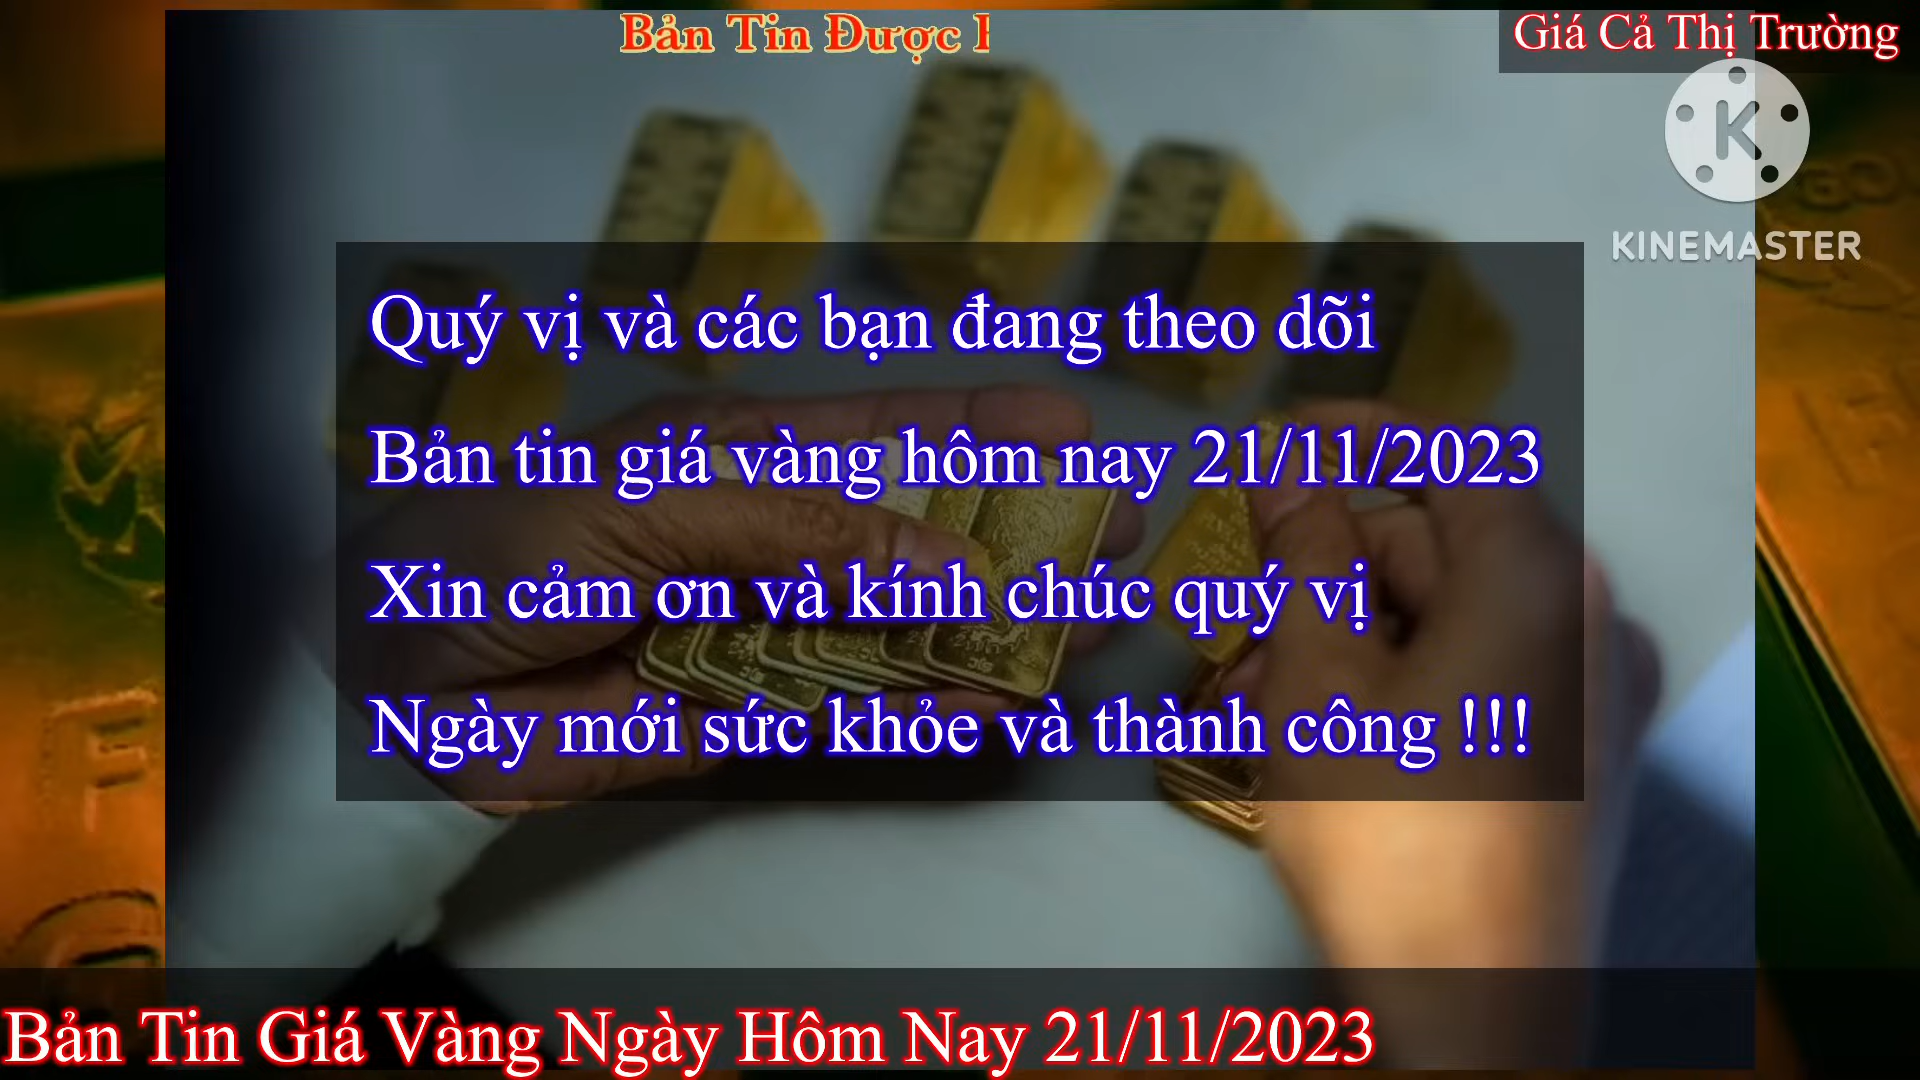 Bản Tin Được
Giá Cả Thị Trường
K
KINEMASTER
Quý vị và các bạn đang theo dõi
Bản tin giá vàng hôm nay 21/11/2023
Xin cảm ơn và kính chúc quý vị
Ngày mới sức khỏe và thành công !!!
Bản Tin Giá Vàng Ngày Hôm Nay 21/11/2023